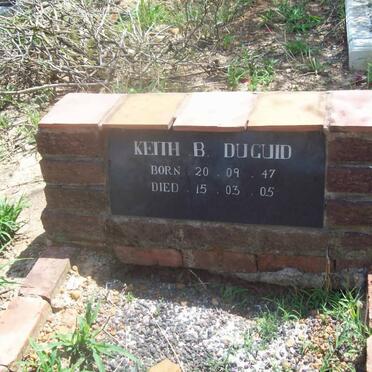 KEITH B. DUGUID
BORN 20 . 09 . 47
DIED 15 . 03 . 05